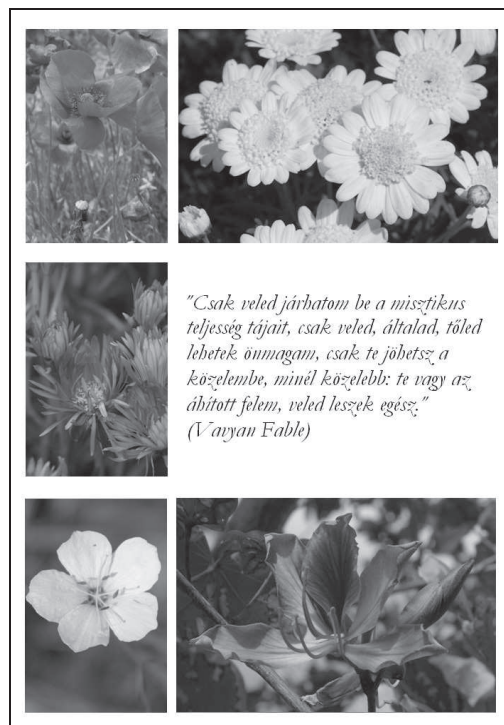 "Csak veled járhatom be a misztikus
teljesség tájait, csak veled, általad, tőled
lehetek önmagam, csak te jöhetsz a
közelembe, minél közelebb: te vagy az
áhított felem, veled leszek egész."
(Vavyan Fable)